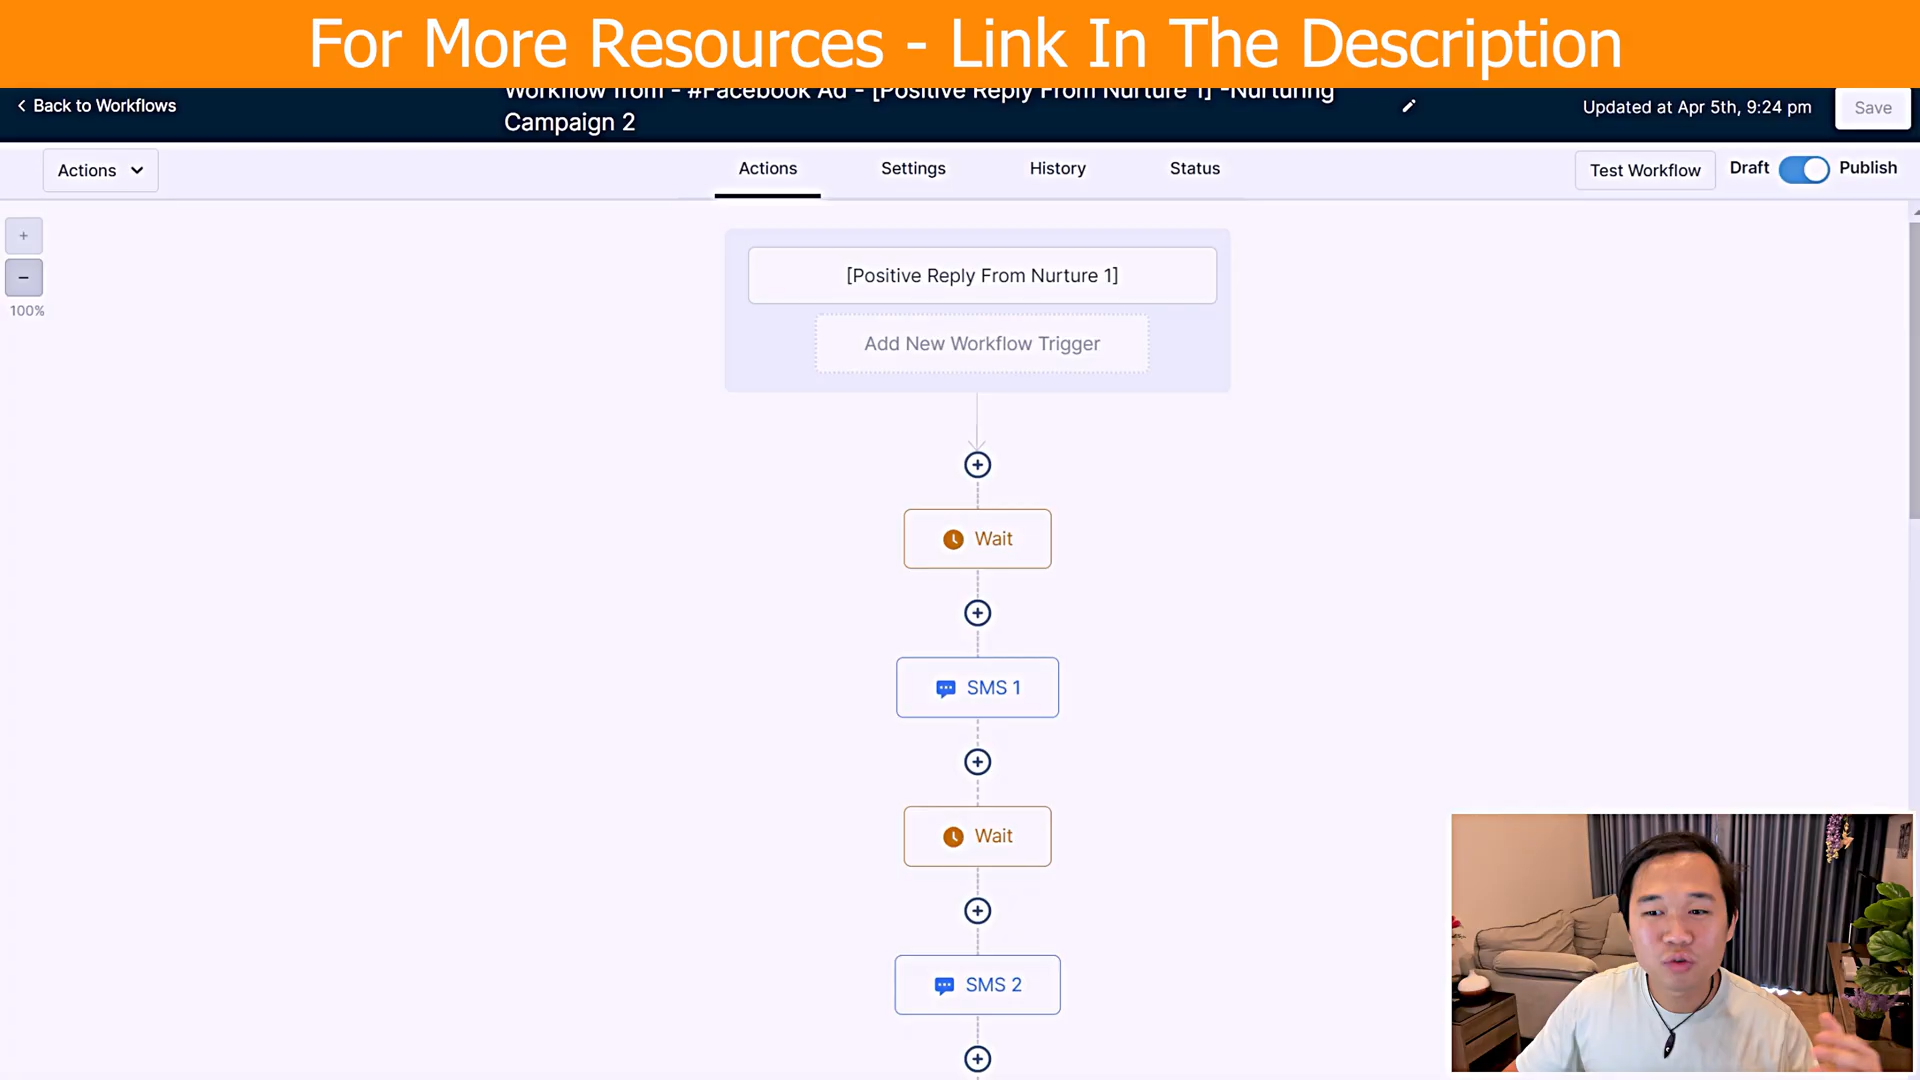 For More Resources - Link In The Description
Back to Workflows
Workflow from - #Facebook Ad - [Positive Reply From Nurture 1] -Nurturing
Campaign 2
Updated at Apr 5th, 9:24 pm
Save
Actions
Actions
Settings
History
Status
Test Workflow
Draft
Publish
+
−
100%
[Positive Reply From Nurture 1]
Add New Workflow Trigger
Wait
SMS 1
Wait
SMS 2